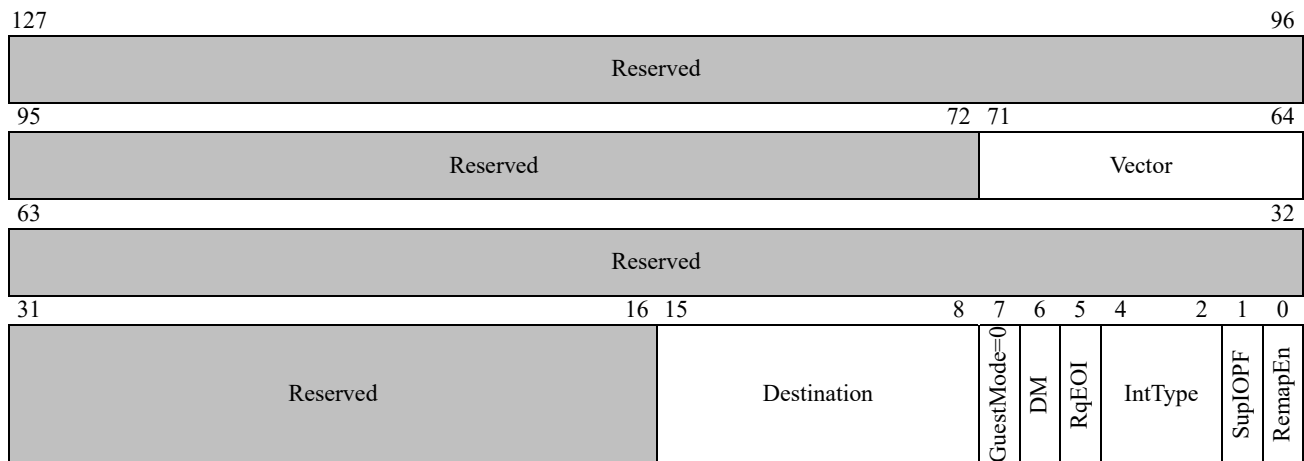 127 96
Reserved
95 72 71 64
Reserved Vector
63 32
Reserved
31 16 15 8 7 6 5 4 2 1 0
Reserved Destination GuestMode=0 DM RqEOI IntType SupIOPF RemapEn